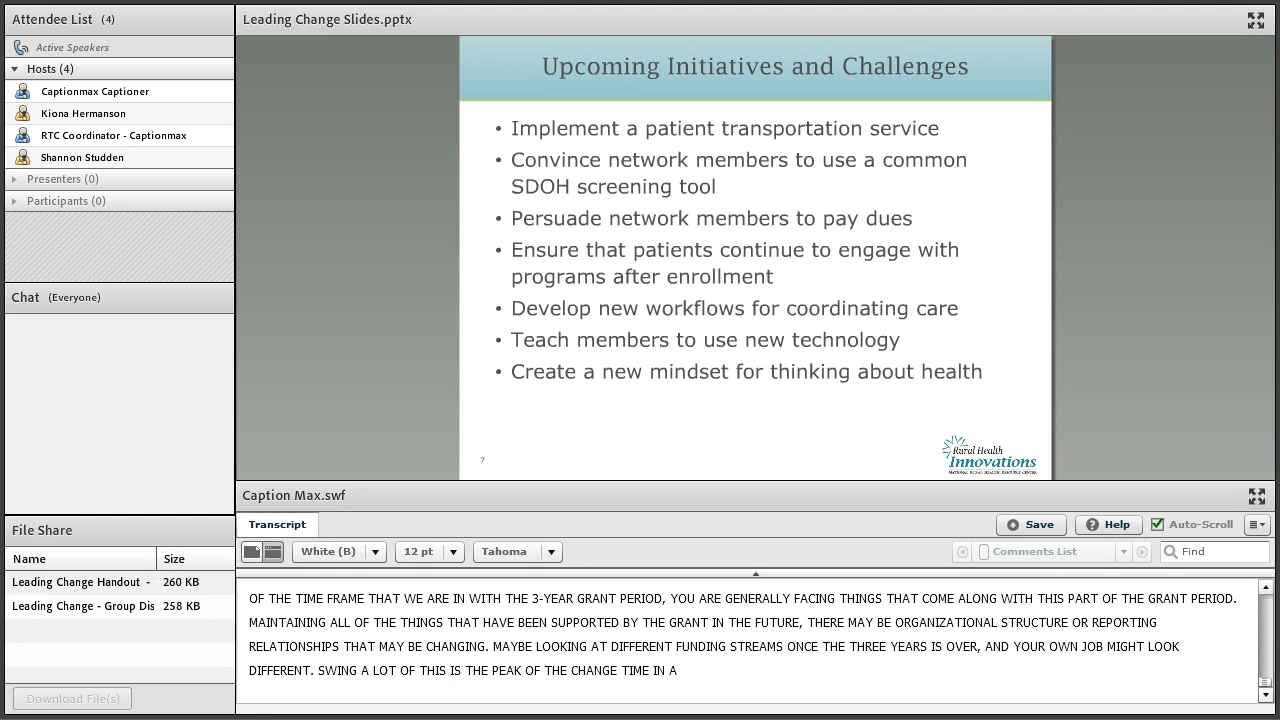 Attendee List (4)
Active Speakers
Hosts (4)
Captionmax Captioner
Kiona Hermanson
RTC Coordinator - Captionmax
Shannon Studden
Presenters (0)
Participants (0)
Chat (Everyone)
File Share
Name Size
Leading Change Handout - 260 KB
Leading Change - Group Dis 258 KB
Download File(s)
Leading Change Slides.pptx
Upcoming Initiatives and Challenges
• Implement a patient transportation service
• Convince network members to use a common
SDOH screening tool
• Persuade network members to pay dues
• Ensure that patients continue to engage with
programs after enrollment
• Develop new workflows for coordinating care
• Teach members to use new technology
• Create a new mindset for thinking about health
7
Rural Health
Innovations
NATIONAL RURAL HEALTH RESOURCE CENTER
Caption Max.swf
Transcript
Save Help Auto-Scroll
White (B) 12 pt Tahoma Comments List Find
OF THE TIME FRAME THAT WE ARE IN WITH THE 3-YEAR GRANT PERIOD, YOU ARE GENERALLY FACING THINGS THAT COME ALONG WITH THIS PART OF THE GRANT PERIOD.
MAINTAINING ALL OF THE THINGS THAT HAVE BEEN SUPPORTED BY THE GRANT IN THE FUTURE, THERE MAY BE ORGANIZATIONAL STRUCTURE OR REPORTING
RELATIONSHIPS THAT MAY BE CHANGING. MAYBE LOOKING AT DIFFERENT FUNDING STREAMS ONCE THE THREE YEARS IS OVER, AND YOUR OWN JOB MIGHT LOOK
DIFFERENT. SWING A LOT OF THIS IS THE PEAK OF THE CHANGE TIME IN A